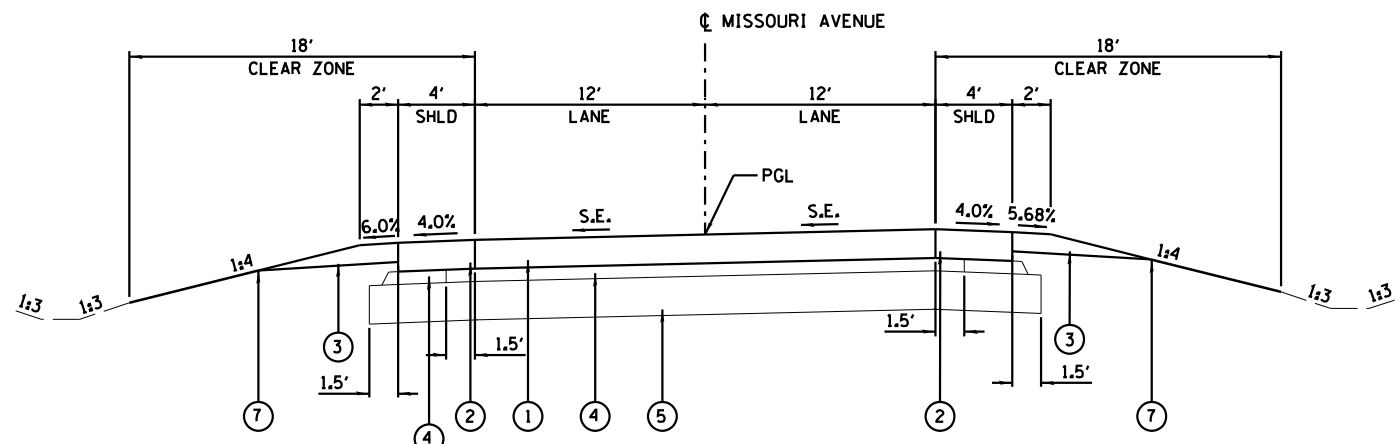 ℄ MISSOURI AVENUE
18' 18'
CLEAR ZONE CLEAR ZONE
2' 4' 12' 12' 4' 2'
SHLD LANE LANE SHLD
PGL
6.0% 4.0% S.E. S.E. 4.0% 5.68%
1:4 1:4
1:3 1:3 1:3 1:3
1.5' 1.5'
3 3
1.5' 1.5'
7 4 2 1 4 5 2 7